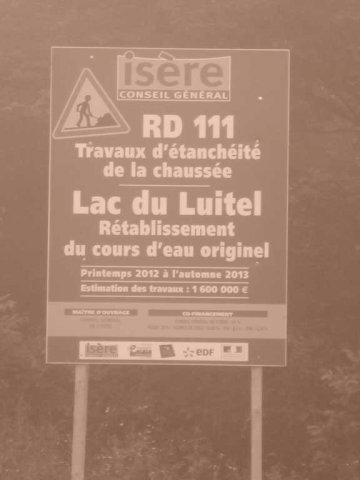 isère
CONSEIL GÉNÉRAL
RD 111
Travaux d'étanchéité
de la chaussée
Lac du Luitel
Rétablissement
du cours d'eau originel
Printemps 2012 à l'automne 2013
Estimation des travaux : 1 600 000 €
MAÎTRE D'OUVRAGE
CO-FINANCEMENT
isère
eDF